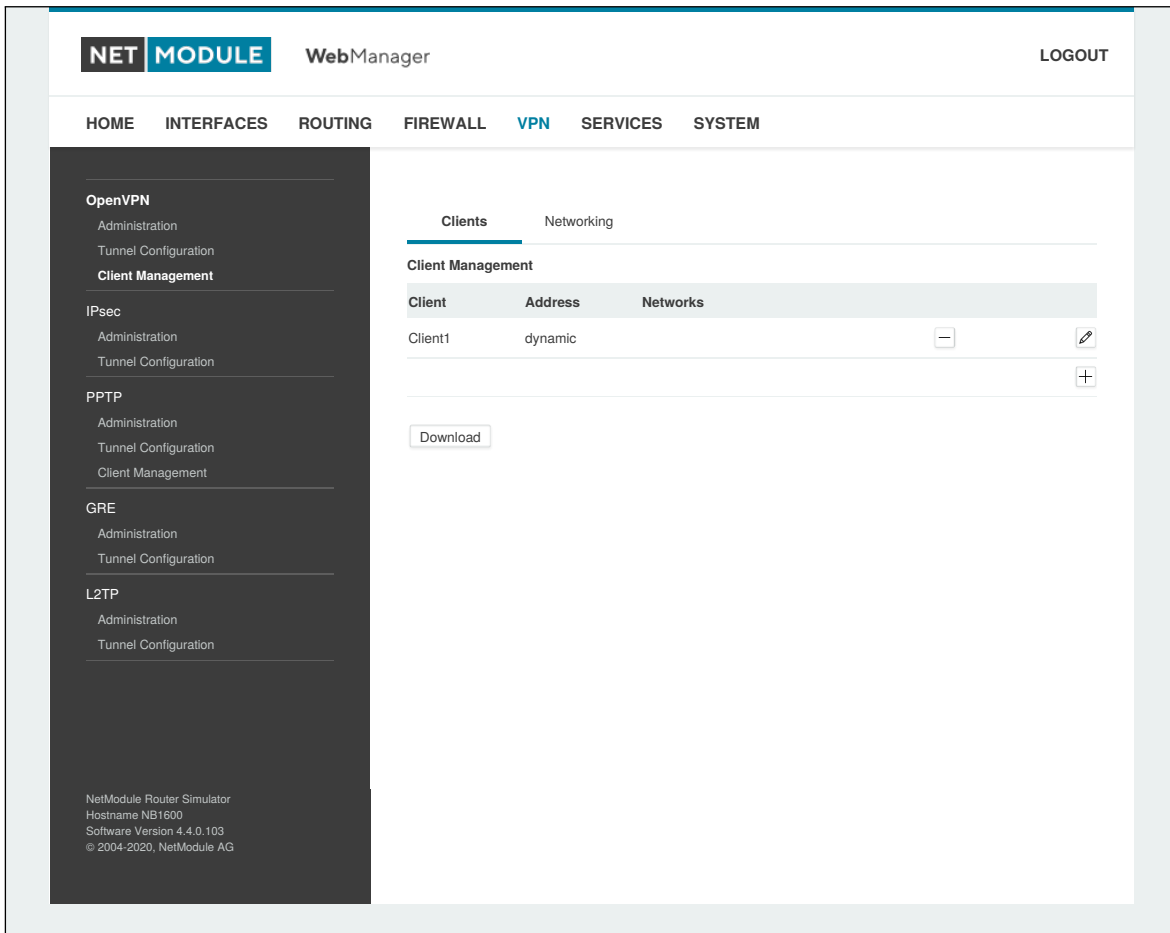 NET MODULE WebManager LOGOUT
HOME INTERFACES ROUTING FIREWALL VPN SERVICES SYSTEM
OpenVPN
Administration
Tunnel Configuration
Client Management
IPsec
Administration
Tunnel Configuration
PPTP
Administration
Tunnel Configuration
Client Management
GRE
Administration
Tunnel Configuration
L2TP
Administration
Tunnel Configuration
NetModule Router Simulator
Hostname NB1600
Software Version 4.4.0.103
© 2004-2020, NetModule AG
Clients Networking
Client Management
Client Address Networks
Client1 dynamic
Download